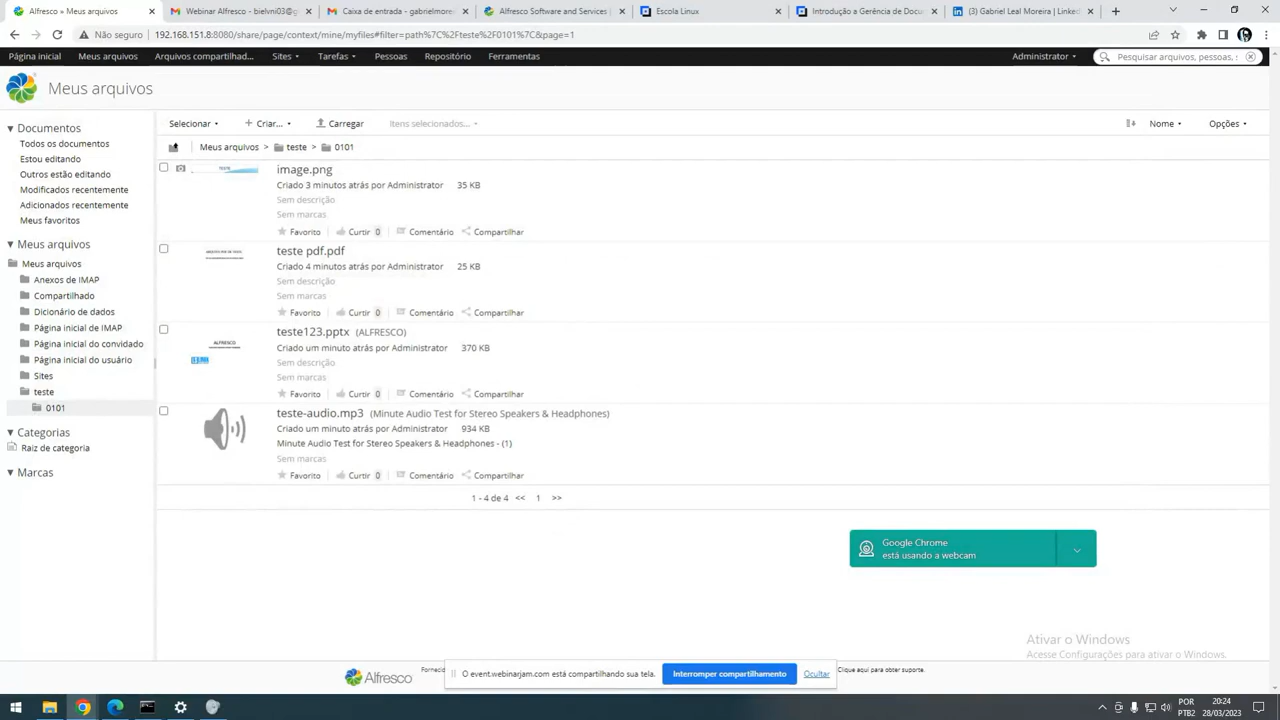 Alfresco » Meus arquivos
Webinar Alfresco - bielvni03@g
Caixa de entrada - gabrielmore-
Alfresco Software and Services |
Escola Linux
Introdução a Gerência de Docum
(3) Gabriel Leal Moreira | Linked
Não seguro
192.168.151.8:8080/share/page/context/mine/myfiles#filter=path%7C%2Fteste%2F0101%7C&page=1
Página inicial
Meus arquivos
Arquivos compartilhad...
Sites
Tarefas
Pessoas
Repositório
Ferramentas
Administrator
Pesquisar arquivos, pessoas, s
Meus arquivos
Documentos
Todos os documentos
Estou editando
Outros estão editando
Modificados recentemente
Adicionados recentemente
Meus favoritos
Meus arquivos
Meus arquivos
Anexos de IMAP
Compartilhado
Dicionário de dados
Página inicial de IMAP
Página inicial do convidado
Página inicial do usuário
Sites
teste
0101
Categorias
Raiz de categoria
Marcas
Selecionar
Criar...
Carregar
Itens selecionados...
Nome
Opções
Meus arquivos > teste > 0101
TESTE
image.png
Criado 3 minutos atrás por Administrator 35 KB
Sem descrição
Sem marcas
Favorito Curtir 0 Comentário Compartilhar
teste pdf.pdf
Criado 4 minutos atrás por Administrator 25 KB
Sem descrição
Sem marcas
Favorito Curtir 0 Comentário Compartilhar
ALFRESCO
teste123.pptx (ALFRESCO)
Criado um minuto atrás por Administrator 370 KB
Sem descrição
Sem marcas
Favorito Curtir 0 Comentário Compartilhar
teste-audio.mp3 (Minute Audio Test for Stereo Speakers & Headphones)
Criado um minuto atrás por Administrator 934 KB
Minute Audio Test for Stereo Speakers & Headphones - (1)
Sem marcas
Favorito Curtir 0 Comentário Compartilhar
1 - 4 de 4 << 1 >>
Google Chrome
está usando a webcam
Ativar o Windows
Acesse Configurações para ativar o Windows.
Alfresco
Fornecid
Clique aqui para obter suporte.
O event.webinarjam.com está compartilhando sua tela.
Interromper compartilhamento
Ocultar
POR
PTB2
20:24
28/03/2023